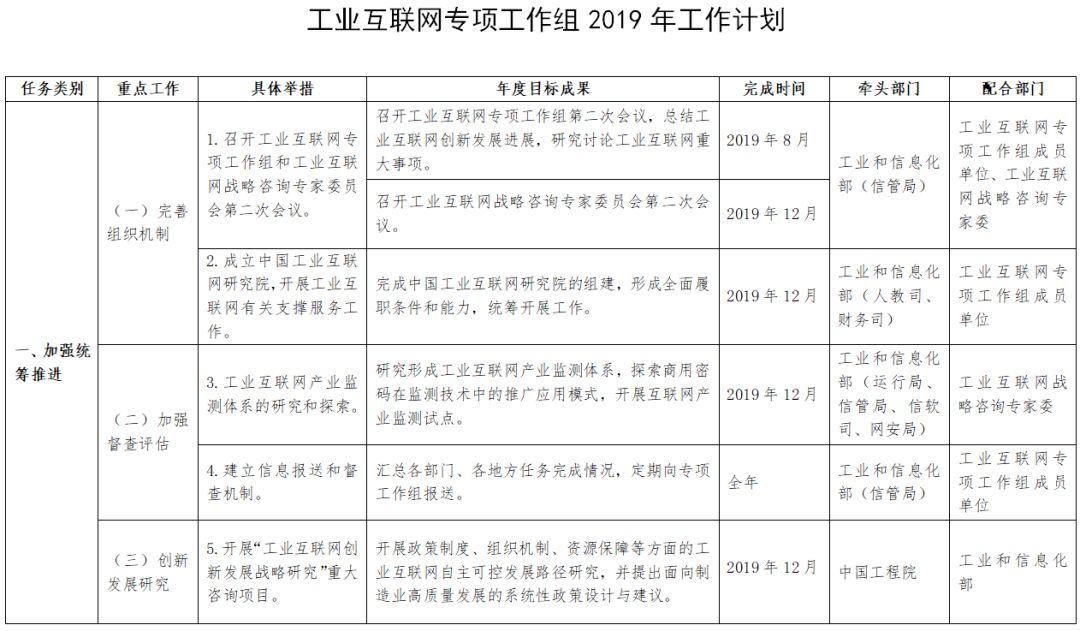 工业互联网专项工作组 2019 年工作计划
任务类别
重点工作
具体举措
年度目标成果
完成时间
牵头部门
配合部门
一、加强统
筹推进
（一）完善
组织机制
1. 召开工业互联网专
项工作组和工业互联
网战略咨询专家委员
会第二次会议。
召开工业互联网专项工作组第二次会议，总结工
业互联网创新发展进展，研究讨论工业互联网重
大事项。
2019 年 8 月
工业和信息化
部（信管局）
工业互联网专
项工作组成员
单位、工业互联
网战略咨询专
家委
召开工业互联网战略咨询专家委员会第二次会
议。
2019 年 12 月
2. 成立中国工业互联
网研究院，开展工业互
联网有关支撑服务工
作。
完成中国工业互联网研究院的组建，形成全面履
职条件和能力，统筹开展工作。
2019 年 12 月
工业和信息化
部（人教司、
财务司）
工业互联网专
项工作组成员
单位
（二）加强
督查评估
3. 工业互联网产业监
测体系的研究和探索。
研究形成工业互联网产业监测体系，探索商用密
码在监测技术中的推广应用模式，开展互联网产
业监测试点。
2019 年 12 月
工业和信息化
部（运行局、
信管局、信软
司、网安局）
工业互联网战
略咨询专家委
4. 建立信息报送和督
查机制。
汇总各部门、各地方任务完成情况，定期向专项
工作组报送。
全年
工业和信息化
部（信管局）
工业互联网专
项工作组成员
单位
（三）创新
发展研究
5. 开展“工业互联网创
新发展战略研究”重大
咨询项目。
开展政策制度、组织机制、资源保障等方面的工
业互联网自主可控发展路径研究，并提出面向制
造业高质量发展的系统性政策设计与建议。
2019 年 12 月
中国工程院
工业和信息化
部